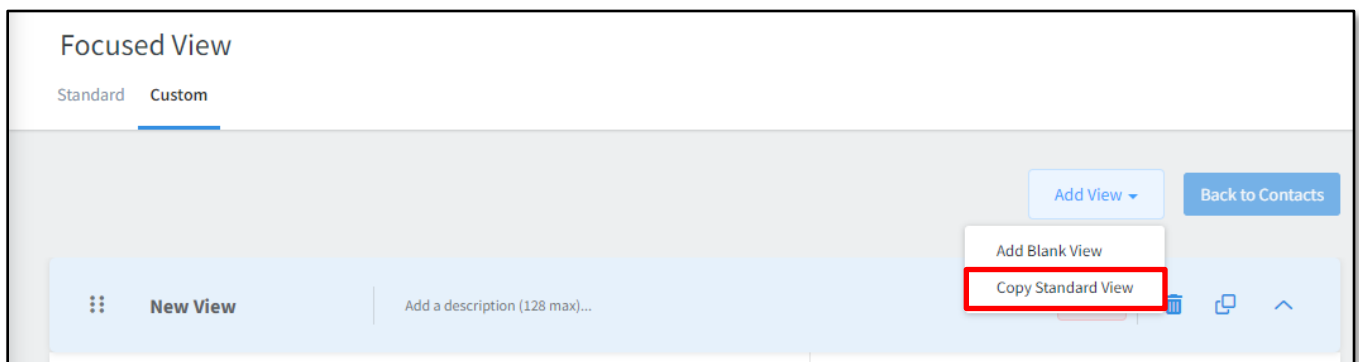 Focused View
Standard Custom
Add View Back to Contacts
Add Blank View
Copy Standard View
New View Add a description (128 max)...